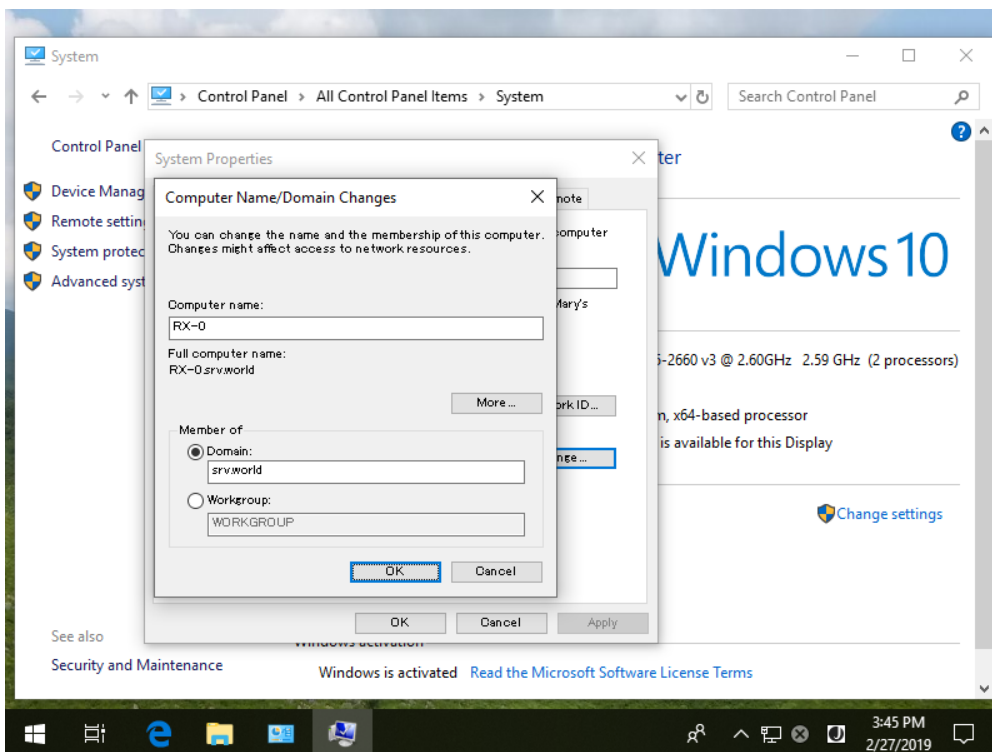 System
Control Panel > All Control Panel Items > System
Search Control Panel
Control Panel
System Properties
ter
Device Manag
Remote settin
System protec
Advanced syst
Computer Name/Domain Changes
note
You can change the name and the membership of this computer.
Changes might affect access to network resources.
computer
Windows 10
Computer name:
Mary's
RX-0
Full computer name:
RX-0.srv.world
5-2660 v3 @ 2.60GHz 2.59 GHz (2 processors)
More...
ork ID...
m, x64-based processor
Member of
is available for this Display
Domain:
nge...
srv.world
Workgroup:
WORKGROUP
Change settings
OK
Cancel
OK
Cancel
Apply
See also
Windows activation
Security and Maintenance
Windows is activated Read the Microsoft Software License Terms
3:45 PM
2/27/2019